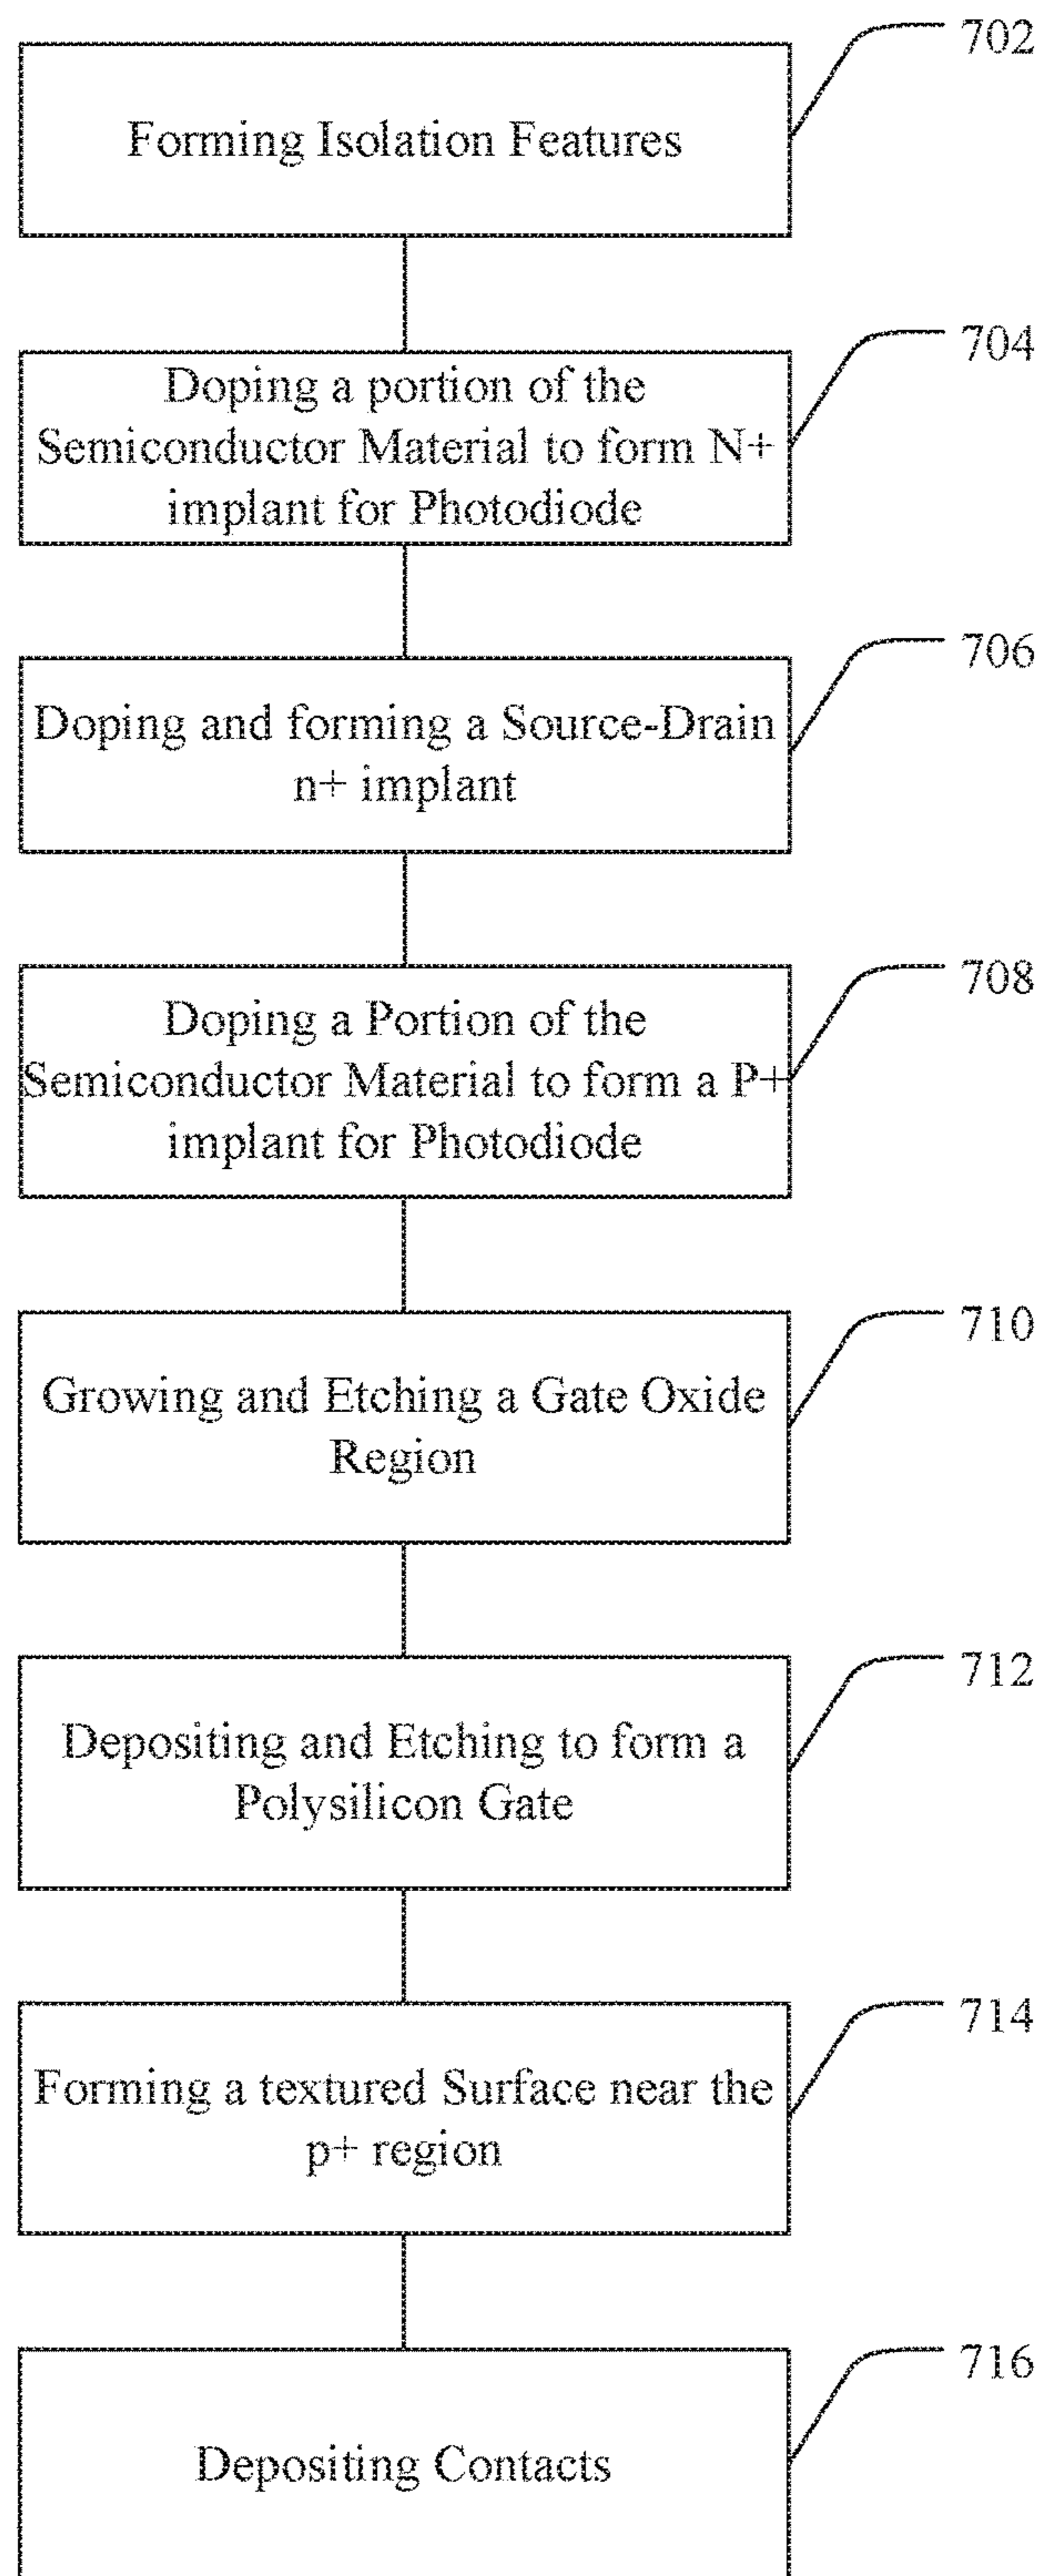 702
Forming Isolation Features
704
Doping a portion of the
Semiconductor Material to form N+
implant for Photodiode
706
Doping and forming a Source-Drain
n+ implant
708
Doping a Portion of the
Semiconductor Material to form a P+
implant for Photodiode
710
Growing and Etching a Gate Oxide
Region
712
Depositing and Etching to form a
Polysilicon Gate
714
Forming a textured Surface near the
p+ region
716
Depositing Contacts